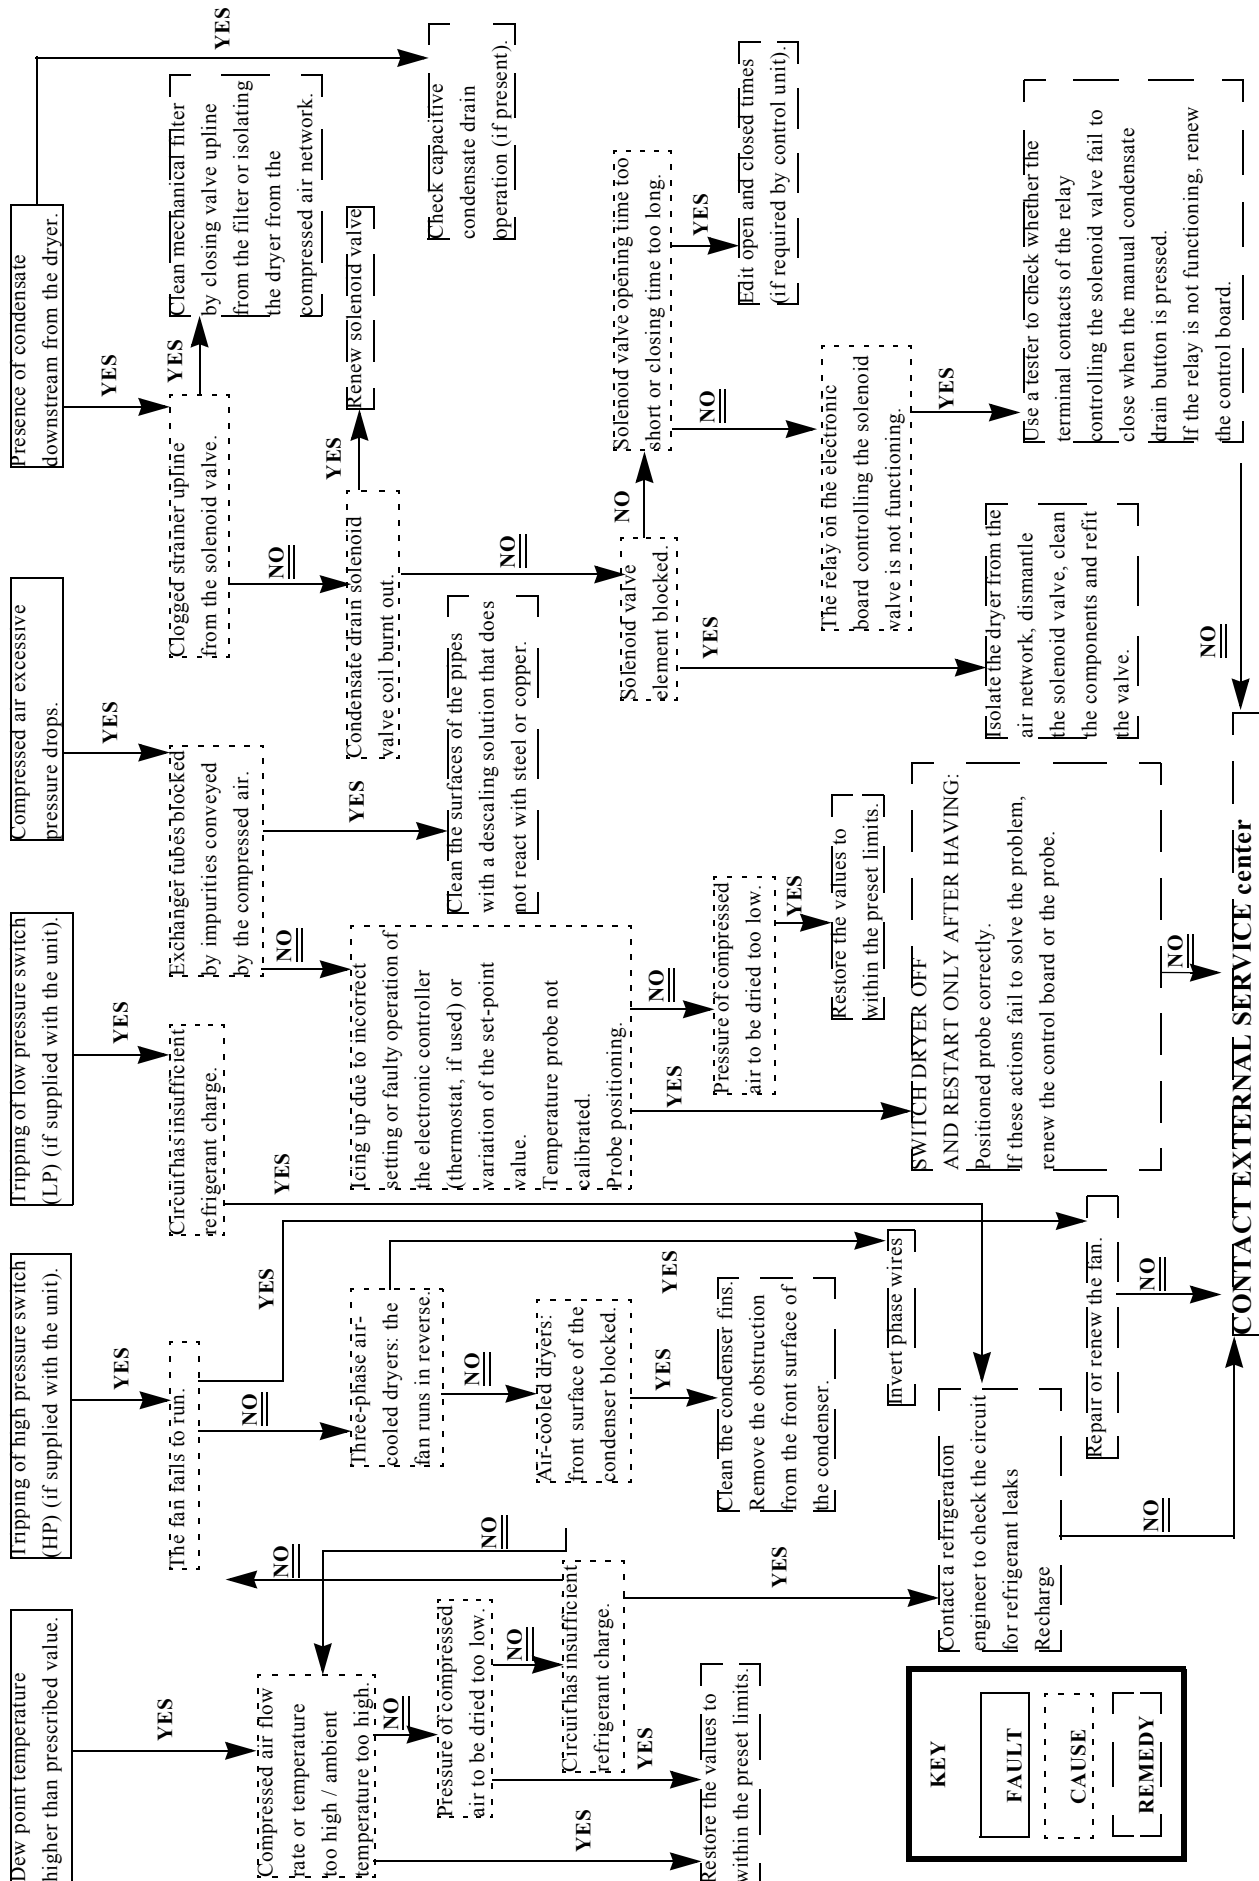 Dew point temperature
higher than prescribed value.
YES
Compressed air flow
rate or temperature
too high / ambient
temperature too high.
NO
YES
Pressure of compressed
air to be dried too low.
NO
YES
Circuit has insufficient
refrigerant charge.
NO
NO
YES
Restore the values to
within the preset limits.
Tripping of high pressure switch
(HP) (if supplied with the unit).
YES
The fan fails to run.
NO
YES
Three-phase air-
cooled dryers: the
fan runs in reverse.
NO
YES
Air-cooled dryers:
front surface of the
condenser blocked.
YES
Clean the condenser fins.
Remove the obstruction
from the front surface of
the condenser.
Invert phase wires
Contact a refrigeration
engineer to check the circuit
for refrigerant leaks
Recharge
NO
Repair or renew the fan.
NO
Tripping of low pressure switch
(LP) (if supplied with the unit).
YES
Circuit has insufficient
refrigerant charge.
YES
Compressed air excessive
pressure drops.
YES
Exchanger tubes blocked
by impurities conveyed
by the compressed air.
NO
YES
Clean the surfaces of the pipes
with a descaling solution that does
not react with steel or copper.
Icing up due to incorrect
setting or faulty operation of
the electronic controller
(thermostat, if used) or
variation of the set-point
value.
Temperature probe not
calibrated.
Probe positioning.
NO
YES
Pressure of compressed
air to be dried too low.
YES
Restore the values to
within the preset limits.
SWITCH DRYER OFF
AND RESTART ONLY AFTER HAVING:
Positioned probe correctly.
If these actions fail to solve the problem,
renew the control board or the probe.
NO
Presence of condensate
downstream from the dryer.
YES
YES
Clogged strainer upline
from the solenoid valve.
YES
NO
Clean mechanical filter
by closing valve upline
from the filter or isolating
the dryer from the
compressed air network.
Check capacitive
condensate drain
operation (if present).
Condensate drain solenoid
valve coil burnt out.
YES
NO
Renew solenoid valve
Solenoid valve
element blocked.
NO
YES
Solenoid valve opening time too
short or closing time too long.
YES
NO
Edit open and closed times
(if required by control unit).
The relay on the electronic
board controlling the solenoid
valve is not functioning.
YES
Isolate the dryer from the
air network, dismantle
the solenoid valve, clean
the components and refit
the valve.
Use a tester to check whether the
terminal contacts of the relay
controlling the solenoid valve fail to
close when the manual condensate
drain button is pressed.
If the relay is not functioning, renew
the control board.
NO
CONTACT EXTERNAL SERVICE center
KEY
FAULT
CAUSE
REMEDY